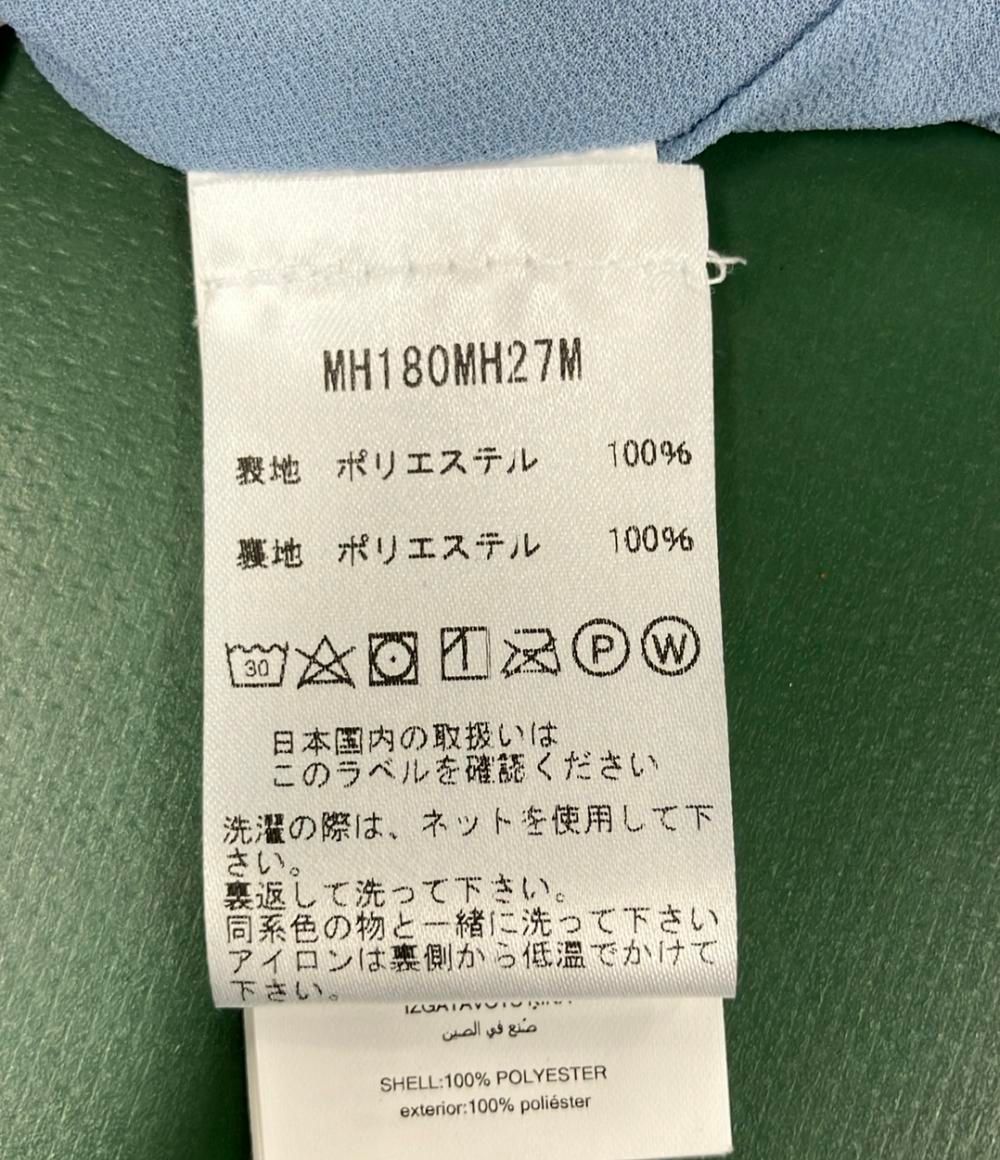 MH180MH27M
表地 ポリエステル 100%
裏地 ポリエステル 100%
30 P W
日本国内の取扱いは
このラベルを確認ください
洗濯の際は、ネットを使用して下
さい。
裏返して洗って下さい。
同系色の物と一緒に洗って下さい
アイロンは裏側から低温でかけて
下さい。
صنع في الصين
SHELL:100% POLYESTER
exterior:100% poliéster